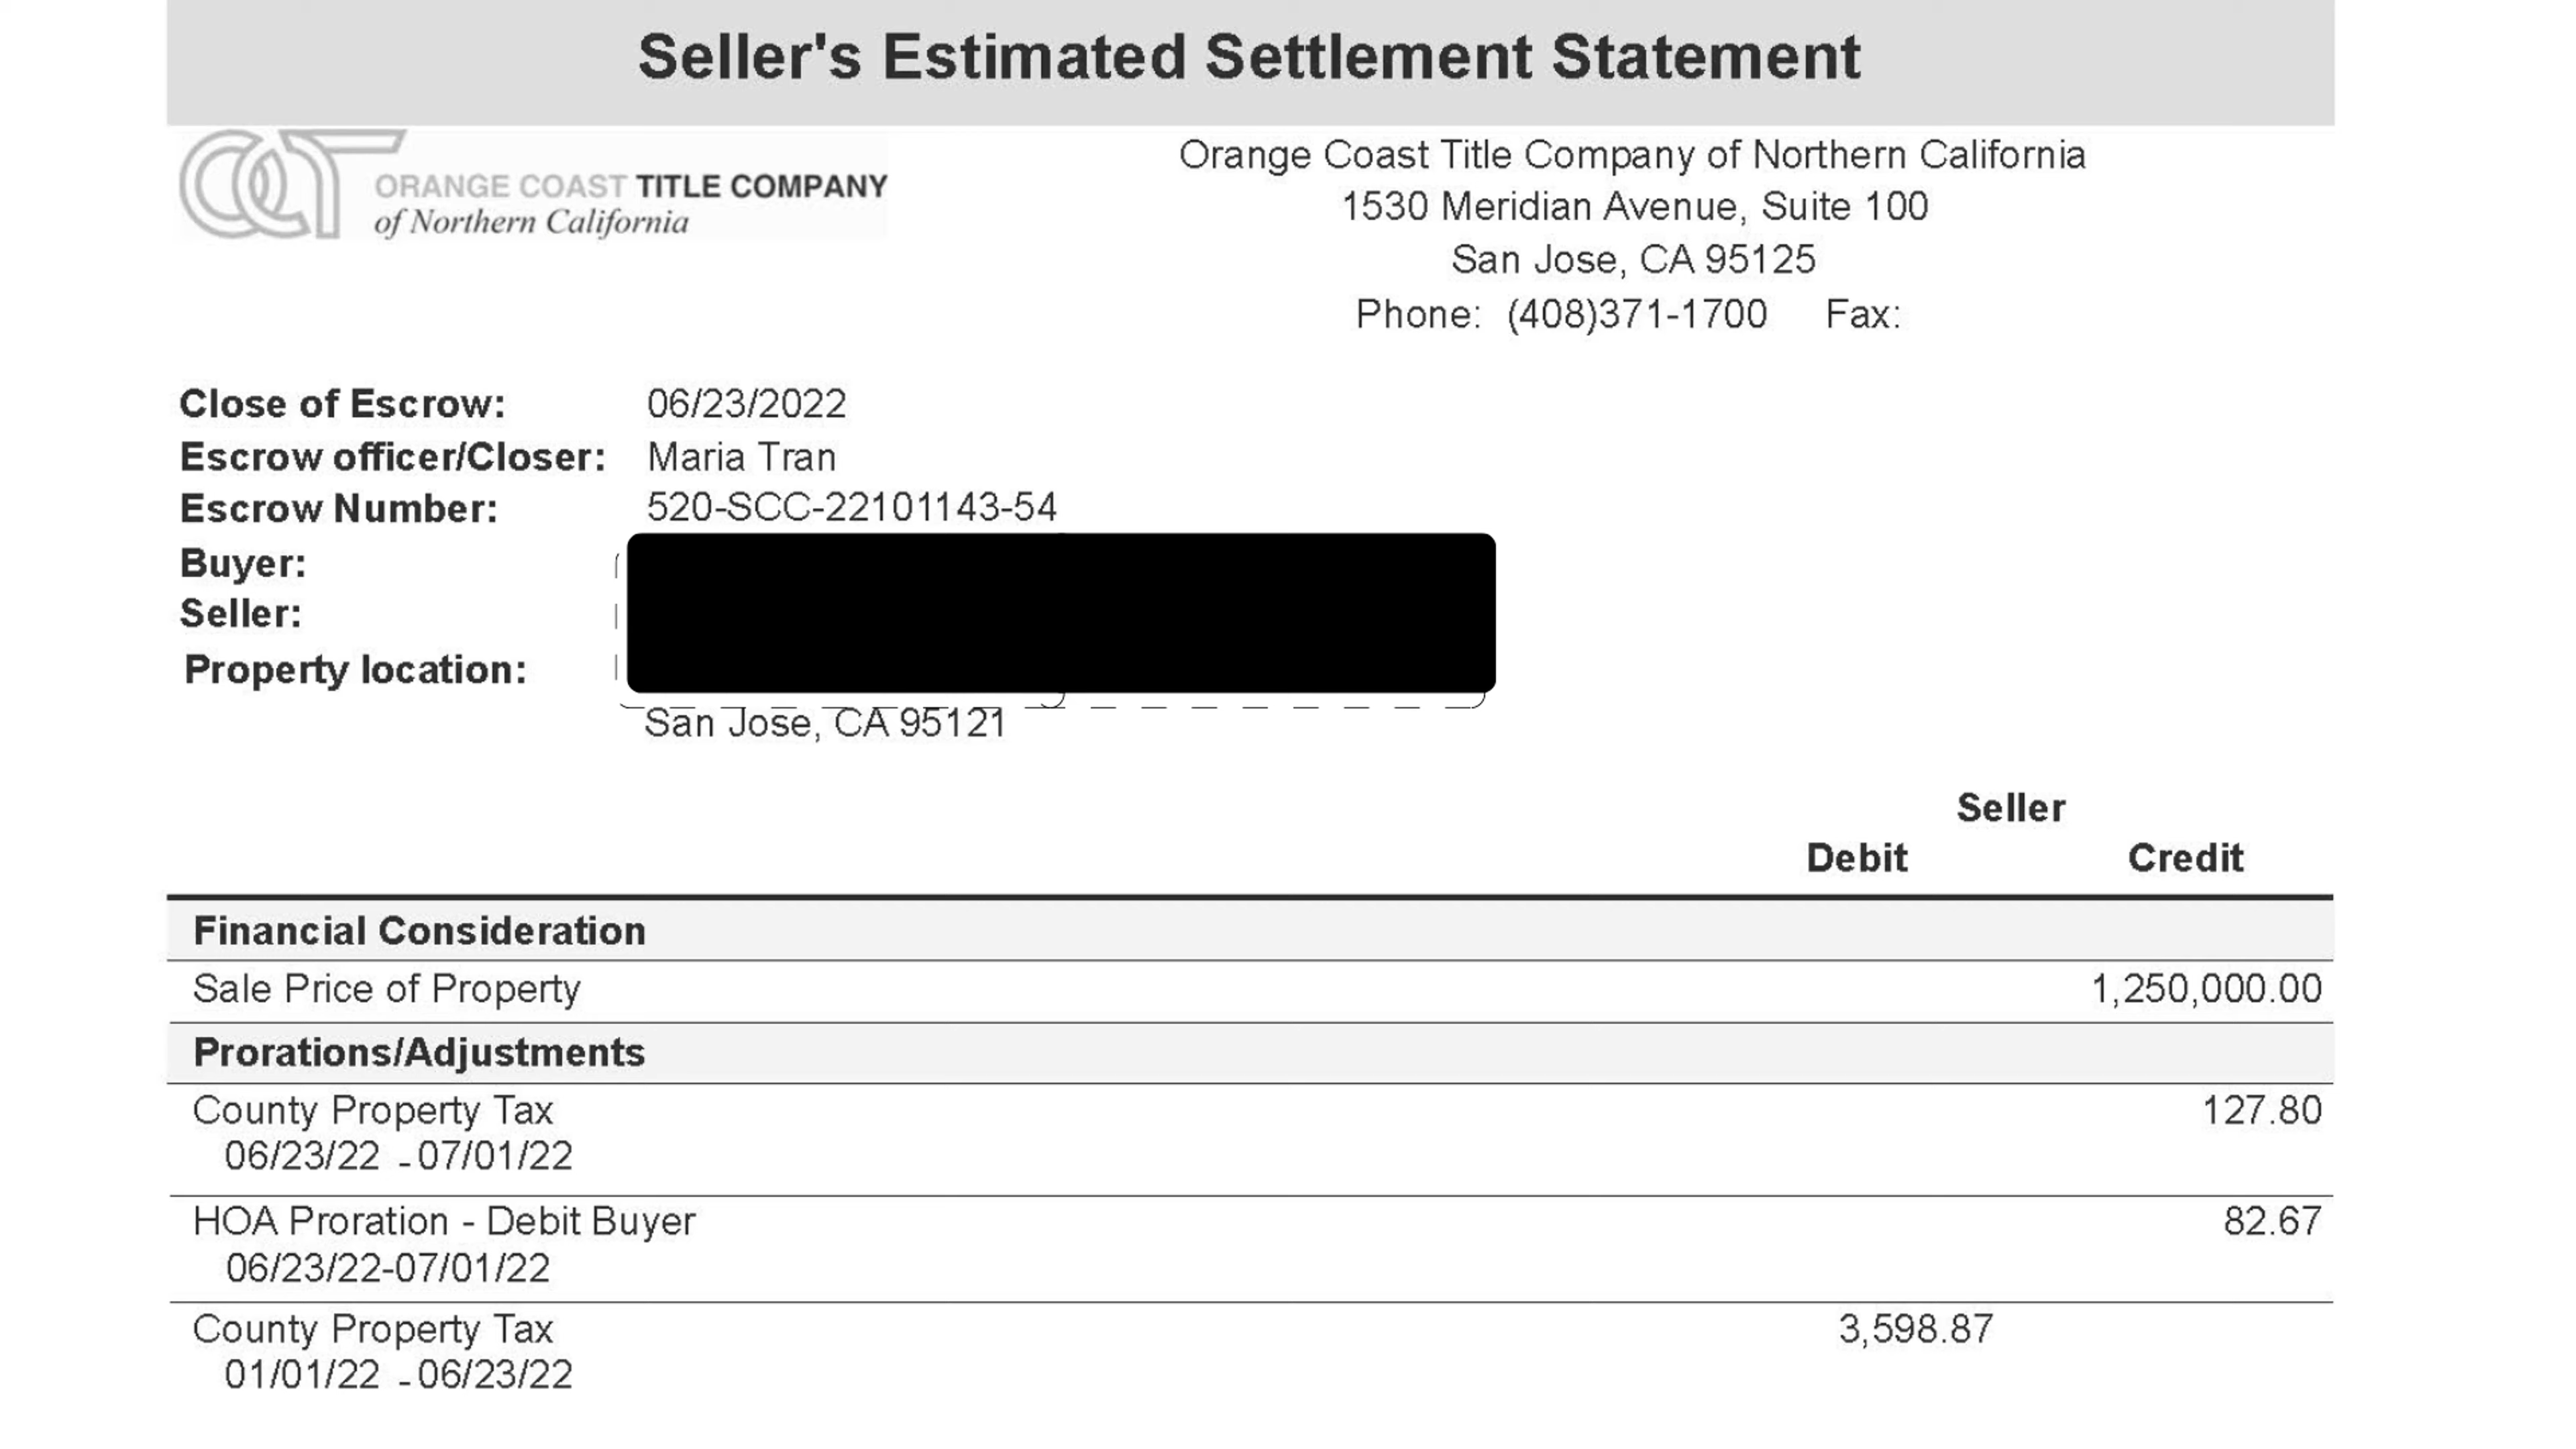 Seller's Estimated Settlement Statement
OCT
ORANGE COAST TITLE COMPANY
of Northern California
Orange Coast Title Company of Northern California
1530 Meridian Avenue, Suite 100
San Jose, CA 95125
Phone: (408)371-1700 Fax:
Close of Escrow: 06/23/2022
Escrow officer/Closer: Maria Tran
Escrow Number: 520-SCC-22101143-54
Buyer:
Seller:
Property location:
San Jose, CA 95121
Seller
Debit Credit
Financial Consideration
Sale Price of Property 1,250,000.00
Prorations/Adjustments
County Property Tax 127.80
06/23/22 - 07/01/22
HOA Proration - Debit Buyer 82.67
06/23/22-07/01/22
County Property Tax 3,598.87
01/01/22 - 06/23/22